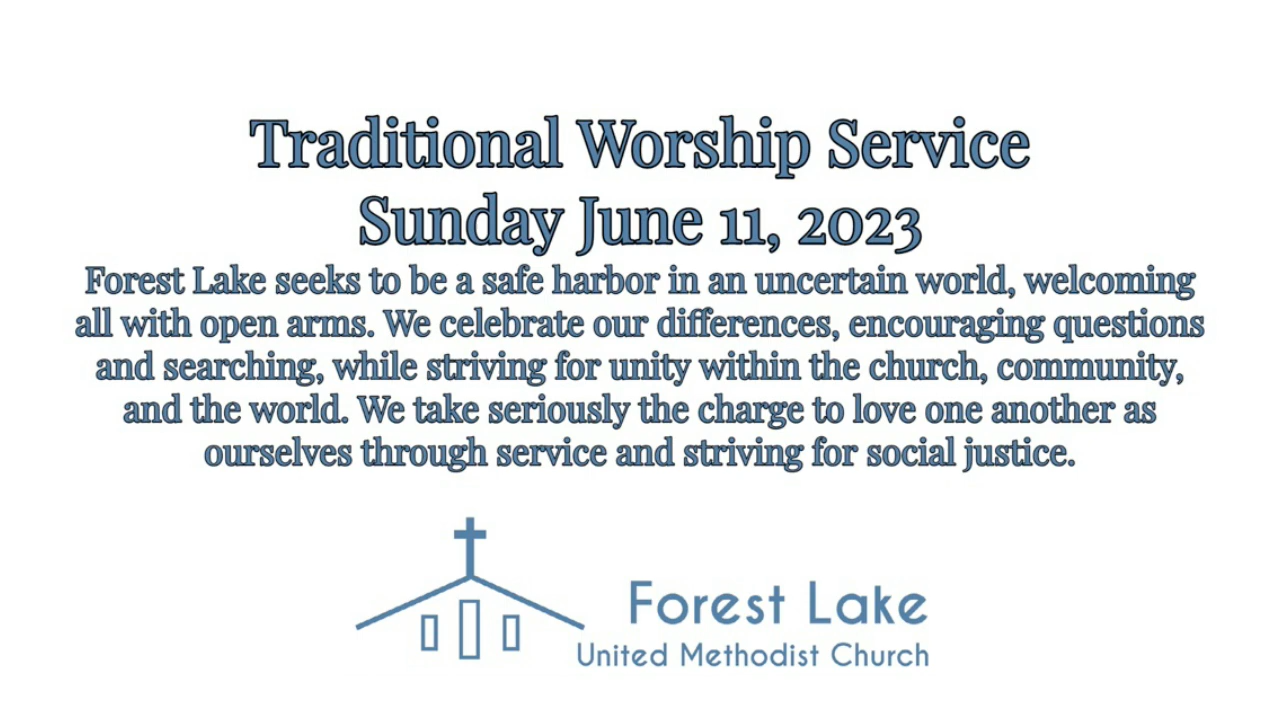 Traditional Worship Service
Sunday June 11, 2023
Forest Lake seeks to be a safe harbor in an uncertain world, welcoming
all with open arms. We celebrate our differences, encouraging questions
and searching, while striving for unity within the church, community,
and the world. We take seriously the charge to love one another as
ourselves through service and striving for social justice.
Forest Lake
United Methodist Church